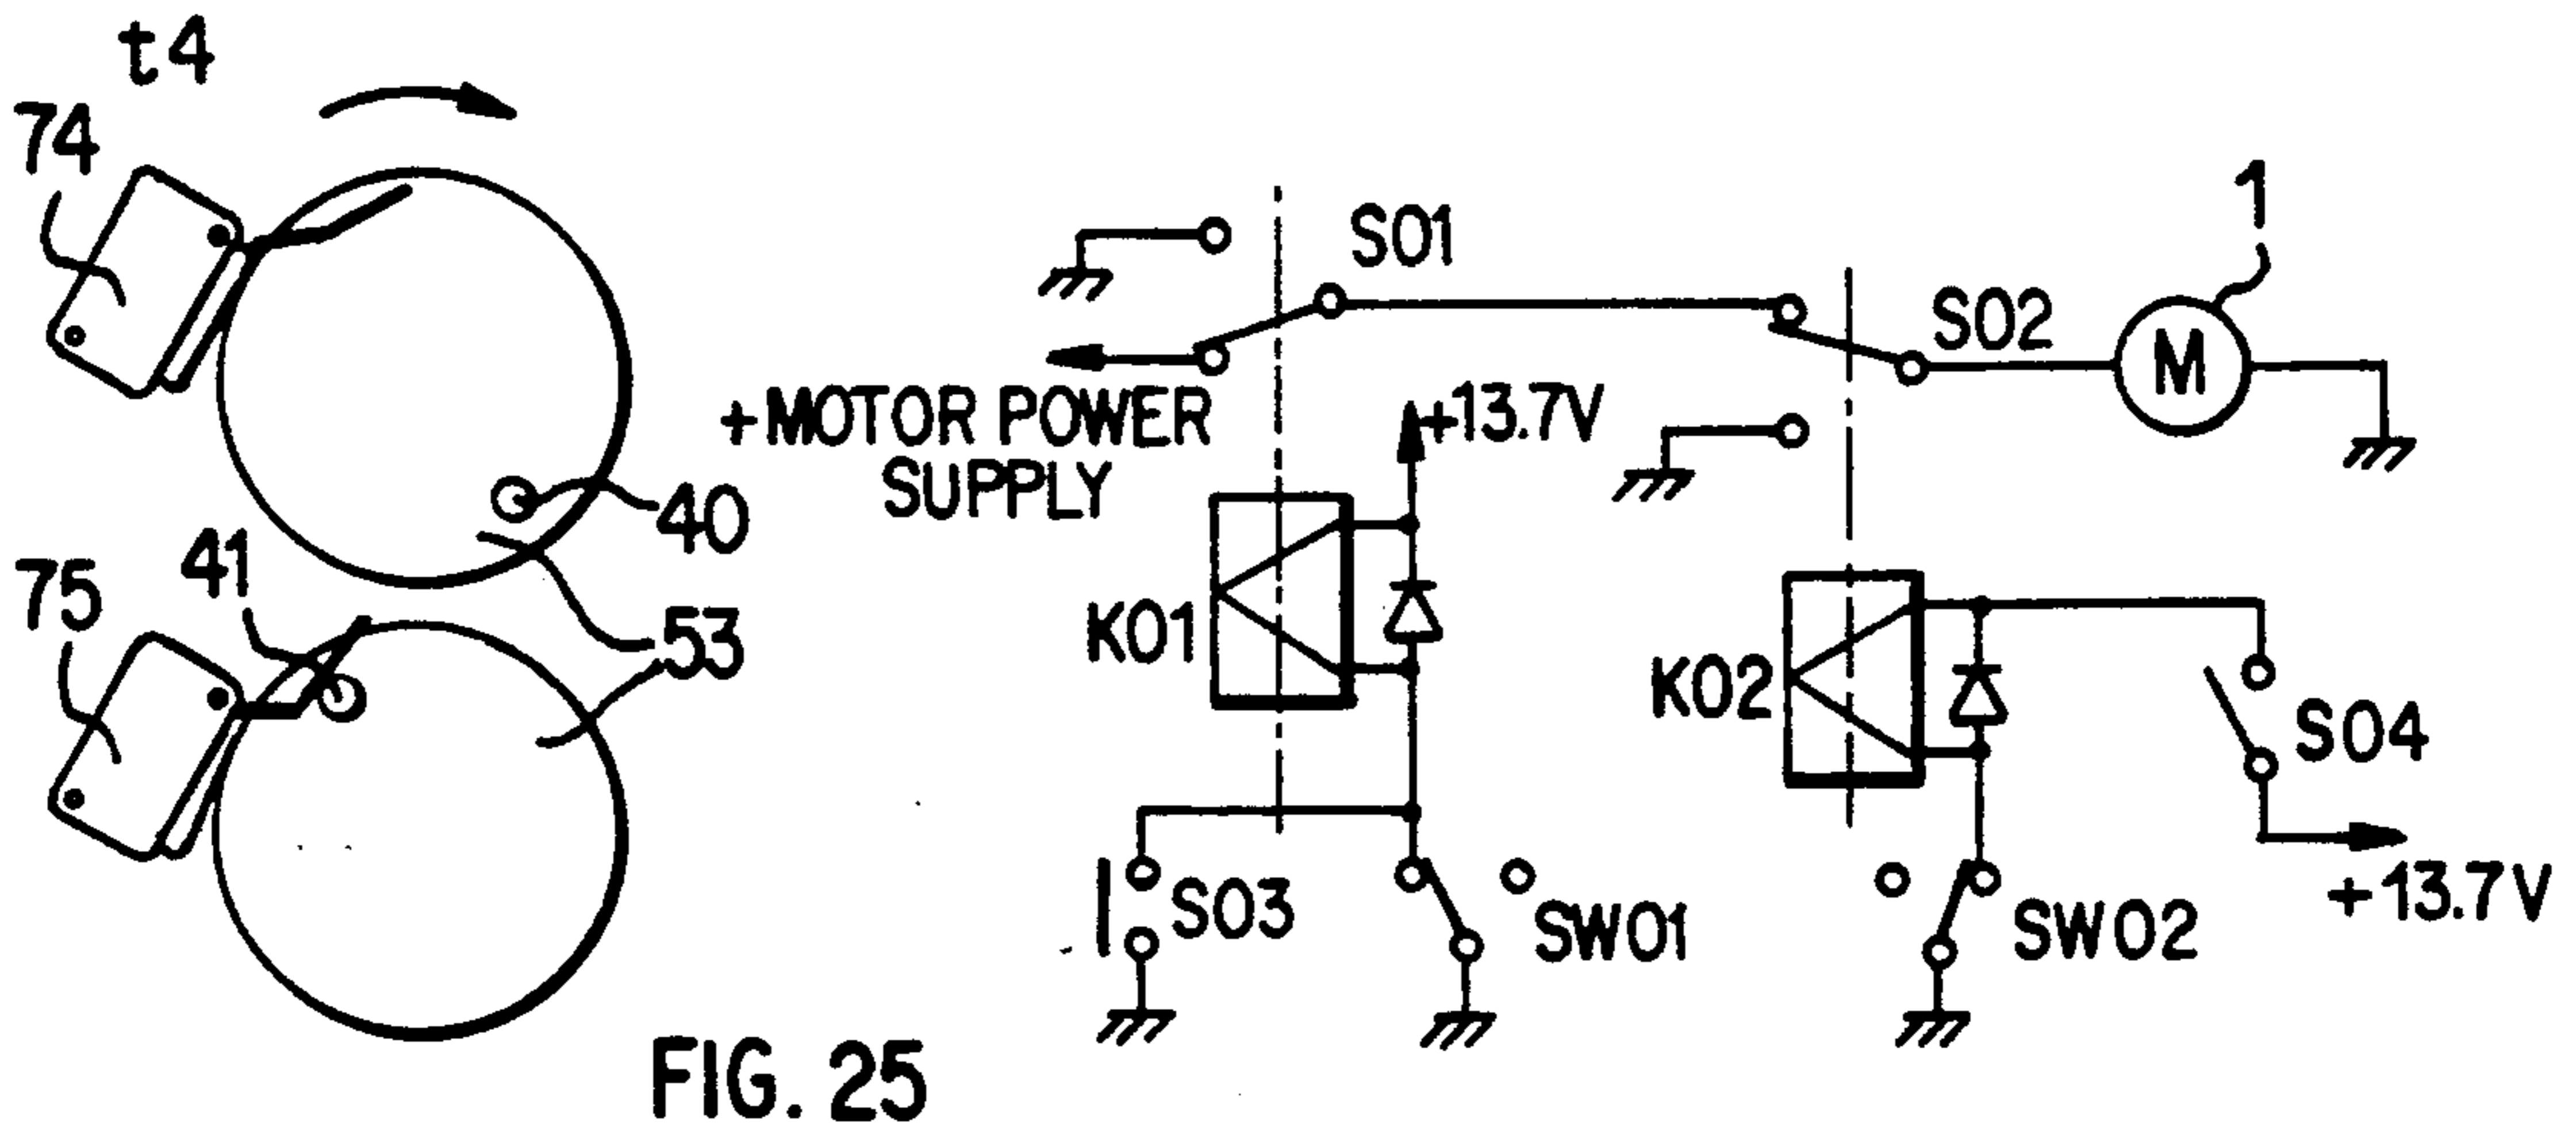 t4
74
1
S01
S02
M
+MOTOR POWER
SUPPLY
+13.7V
40
41
75
53
K01
K02
S04
S03
SW01
SW02
+13.7V
FIG. 25